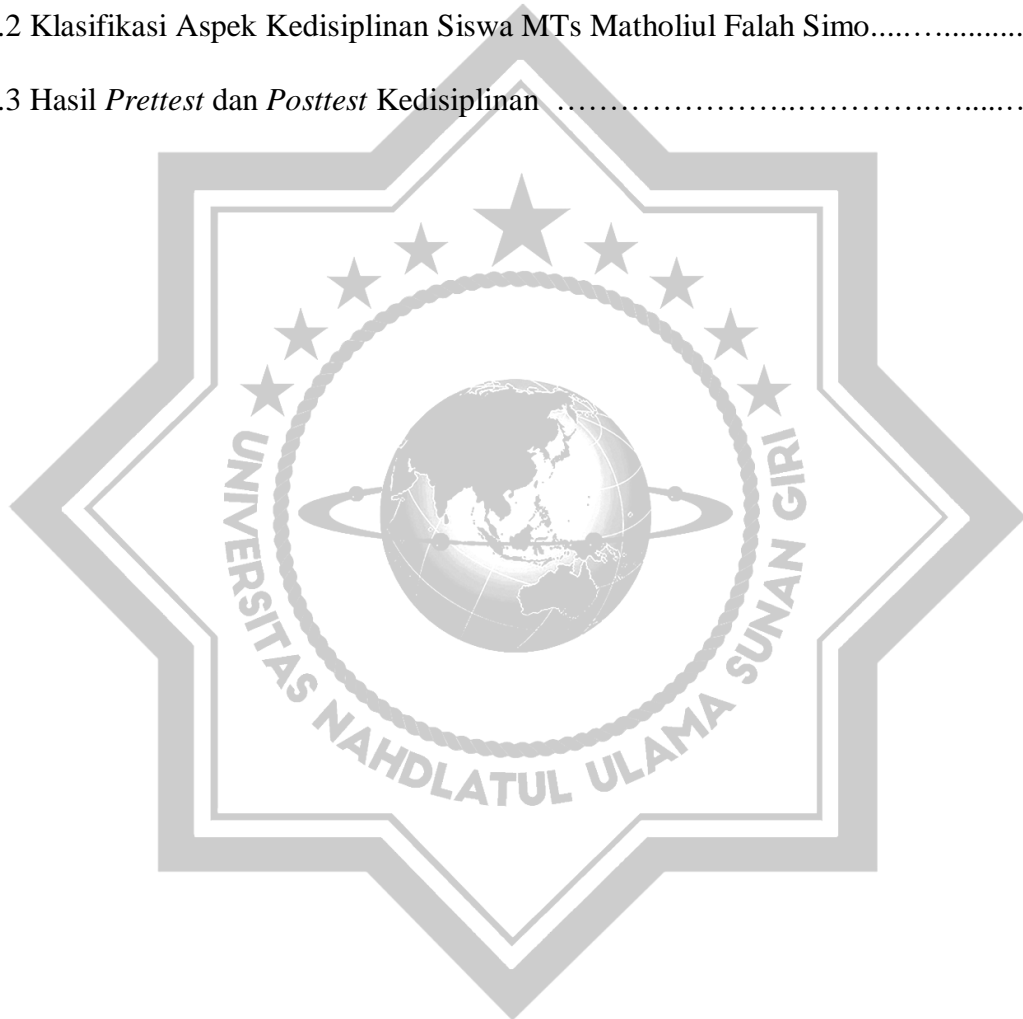 .2 Klasifikasi Aspek Kedisiplinan Siswa MTs Matholiul Falah Simo....…..........
.3 Hasil Prettest dan Posttest Kedisiplinan …………………..………….…....…
UNIVERSITAS NAHDLATUL ULAMA SUNAN GIRI